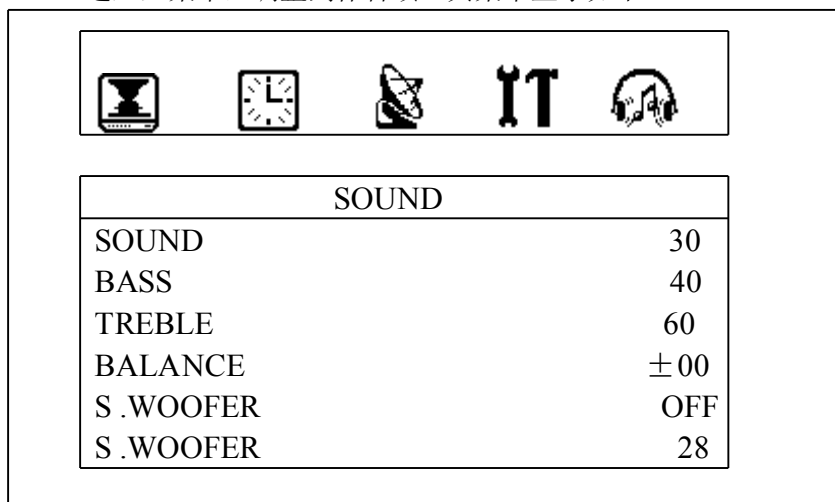 SOUND
SOUND 30
BASS 40
TREBLE 60
BALANCE ±00
S .WOOFER OFF
S .WOOFER 28